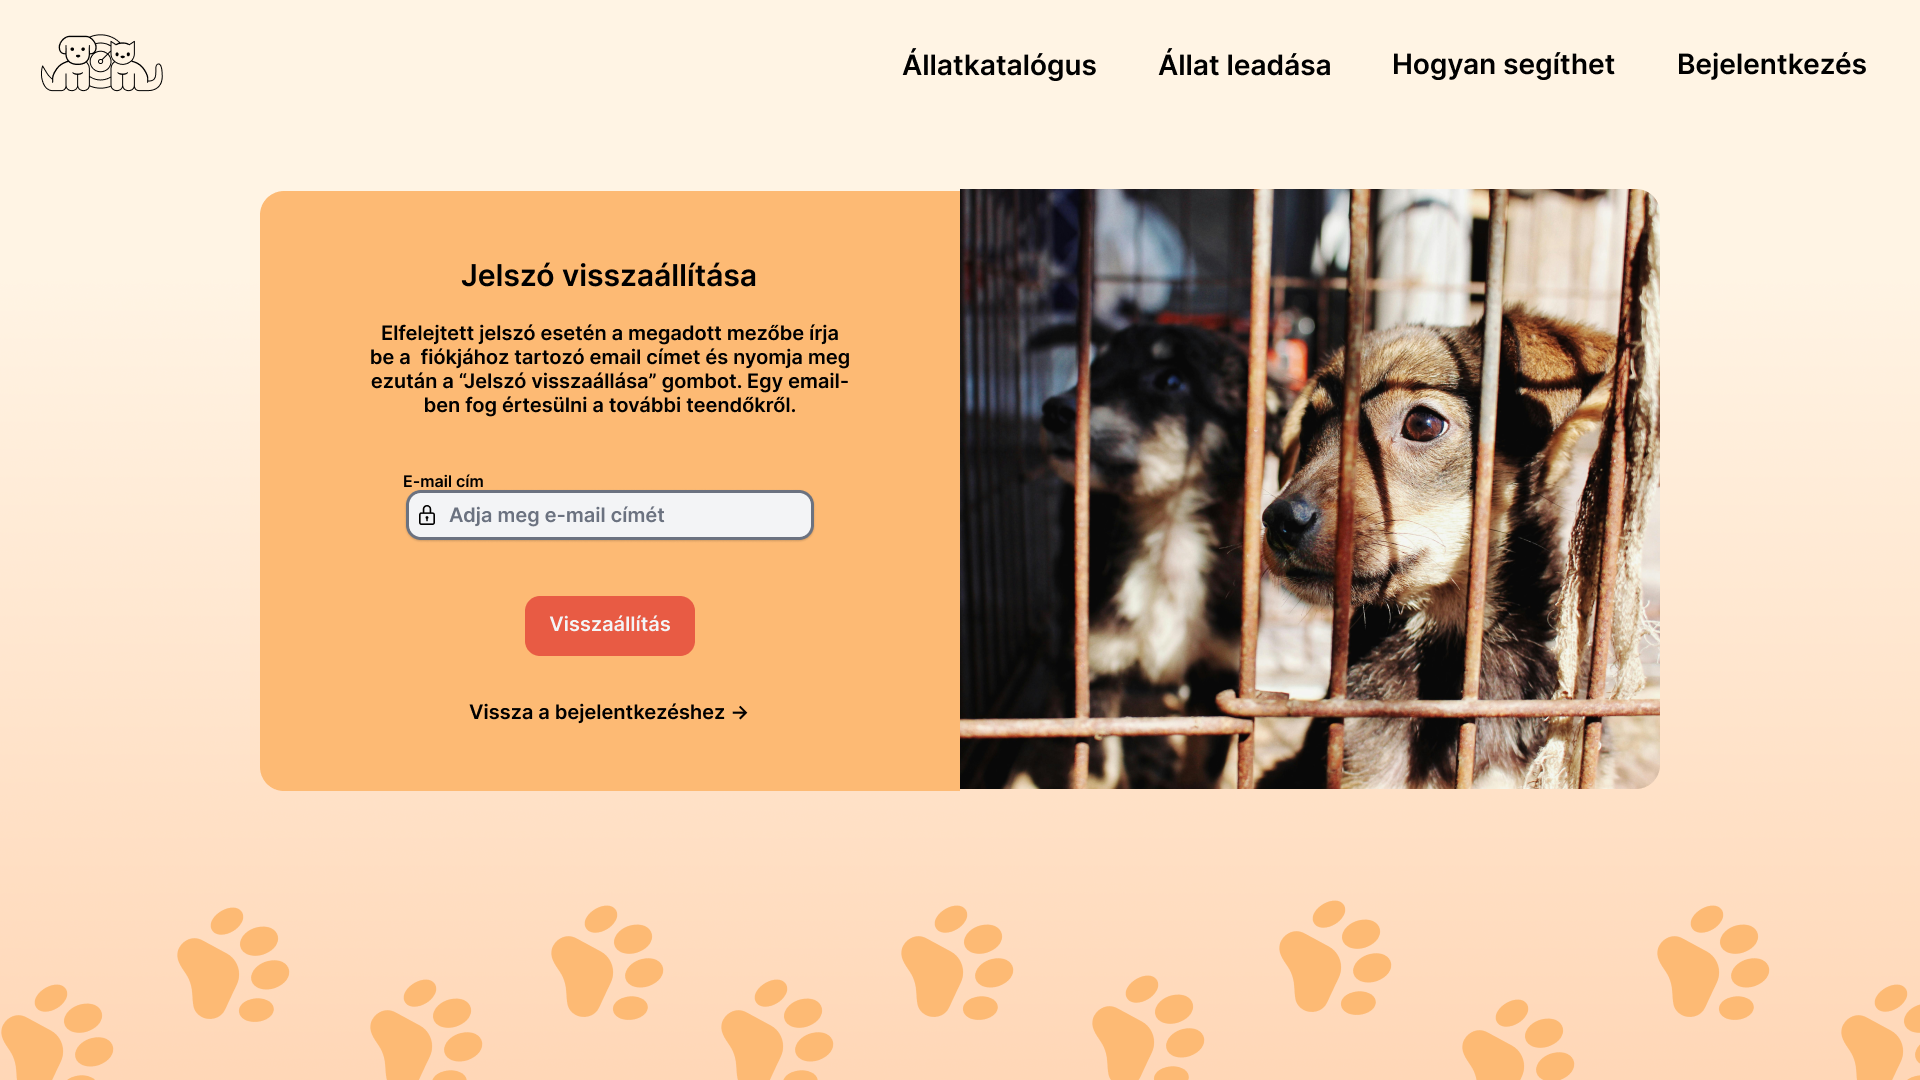 Állatkatalógus Állat leadása Hogyan segíthet Bejelentkezés
Jelszó visszaállítása
Elfelejtett jelszó esetén a megadott mezőbe írja
be a  fiókjához tartozó email címet és nyomja meg
ezután a “Jelszó visszaállása” gombot. Egy email-
ben fog értesülni a további teendőkről.
E-mail cím
Adja meg e-mail címét
Visszaállítás
Vissza a bejelentkezéshez →